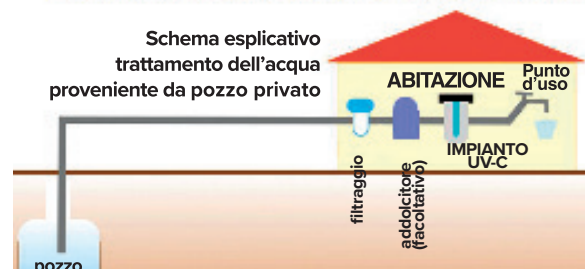 Schema esplicativo
trattamento dell'acqua
proveniente da pozzo privato
ABITAZIONE
Punto
d'uso
IMPIANTO
UV-C
filtraggio
addolcitore
(facoltativo)
pozzo